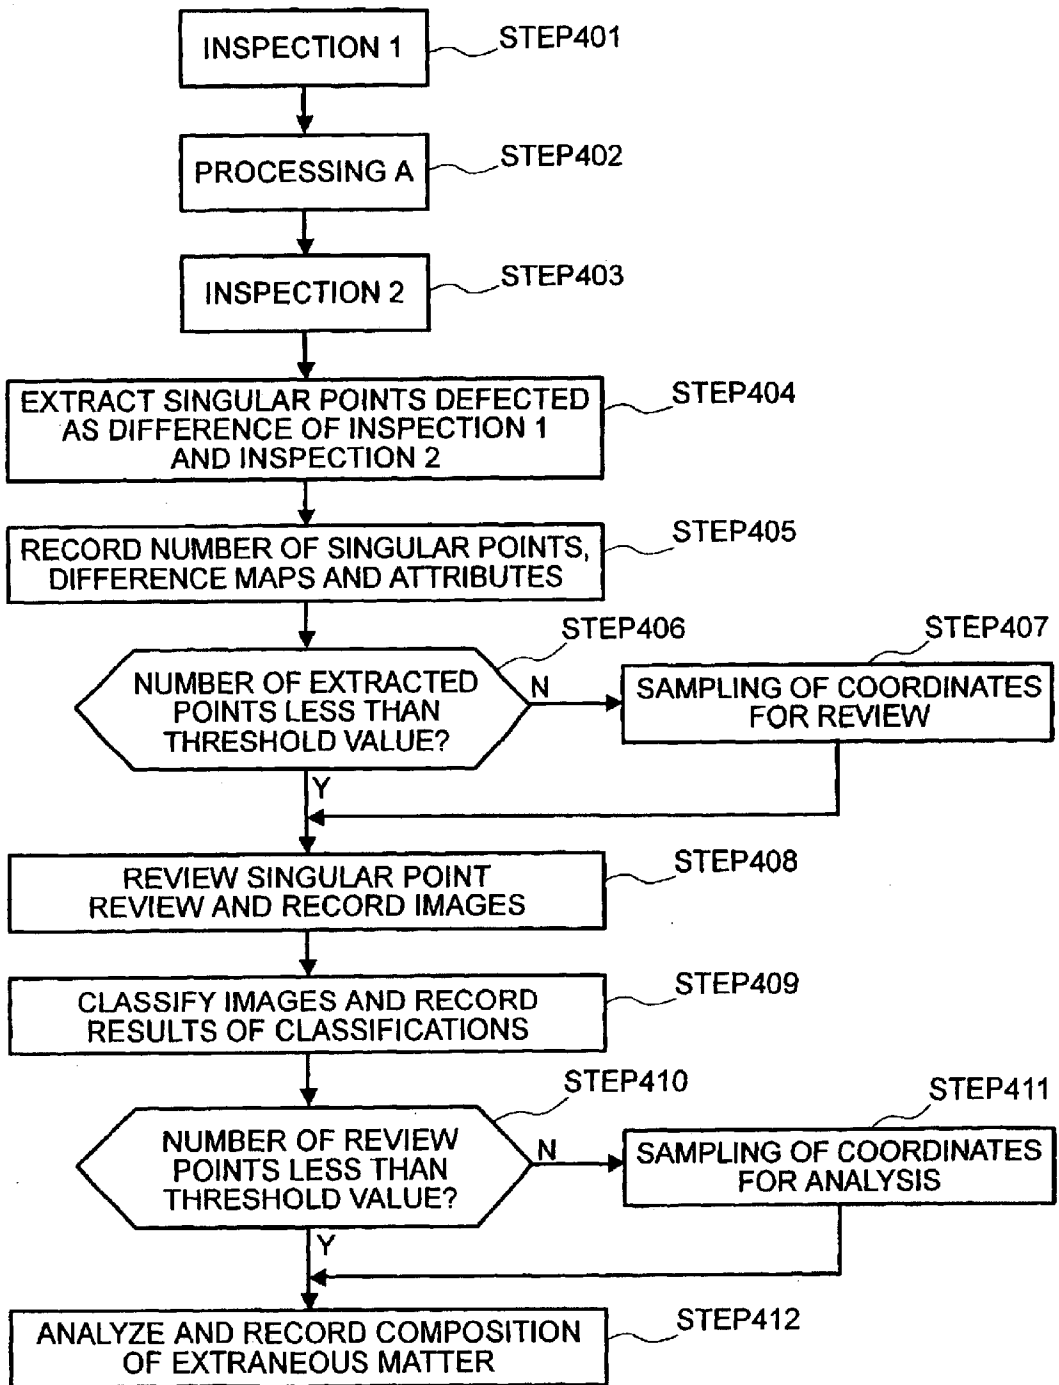 INSPECTION 1
STEP401
PROCESSING A
STEP402
INSPECTION 2
STEP403
EXTRACT SINGULAR POINTS DEFECTED
AS DIFFERENCE OF INSPECTION 1
AND INSPECTION 2
STEP404
RECORD NUMBER OF SINGULAR POINTS,
DIFFERENCE MAPS AND ATTRIBUTES
STEP405
NUMBER OF EXTRACTED
POINTS LESS THAN
THRESHOLD VALUE?
STEP406
N
SAMPLING OF COORDINATES
FOR REVIEW
STEP407
Y
REVIEW SINGULAR POINT
REVIEW AND RECORD IMAGES
STEP408
CLASSIFY IMAGES AND RECORD
RESULTS OF CLASSIFICATIONS
STEP409
NUMBER OF REVIEW
POINTS LESS THAN
THRESHOLD VALUE?
STEP410
N
SAMPLING OF COORDINATES
FOR ANALYSIS
STEP411
Y
ANALYZE AND RECORD COMPOSITION
OF EXTRANEOUS MATTER
STEP412